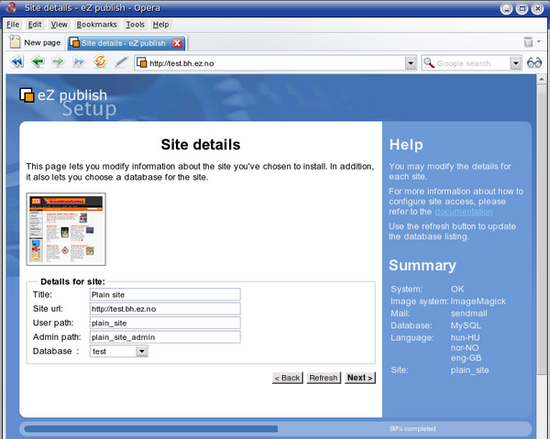 Site details - eZ publish - Opera
File Edit View Bookmarks Tools Help
New page
Site details - eZ publish
http://test.bh.ez.no
Google search
eZ publish
Setup
Site details
This page lets you modify information about the site you've chosen to install. In addition,
it also lets you choose a database for the site.
Details for site:
Title: Plain site
Site url: http://test.bh.ez.no
User path: plain_site
Admin path: plain_site_admin
Database : test
< Back Refresh Next >
Help
You may modify the details for
each site.
For more information about how to
configure site access, please
refer to the documentation
Use the refresh button to update
the database listing.
Summary
System: OK
Image system: ImageMagick
Mail: sendmail
Database: MySQL
Language: hun-HU
nor-NO
eng-GB
Site: plain_site
69% completed